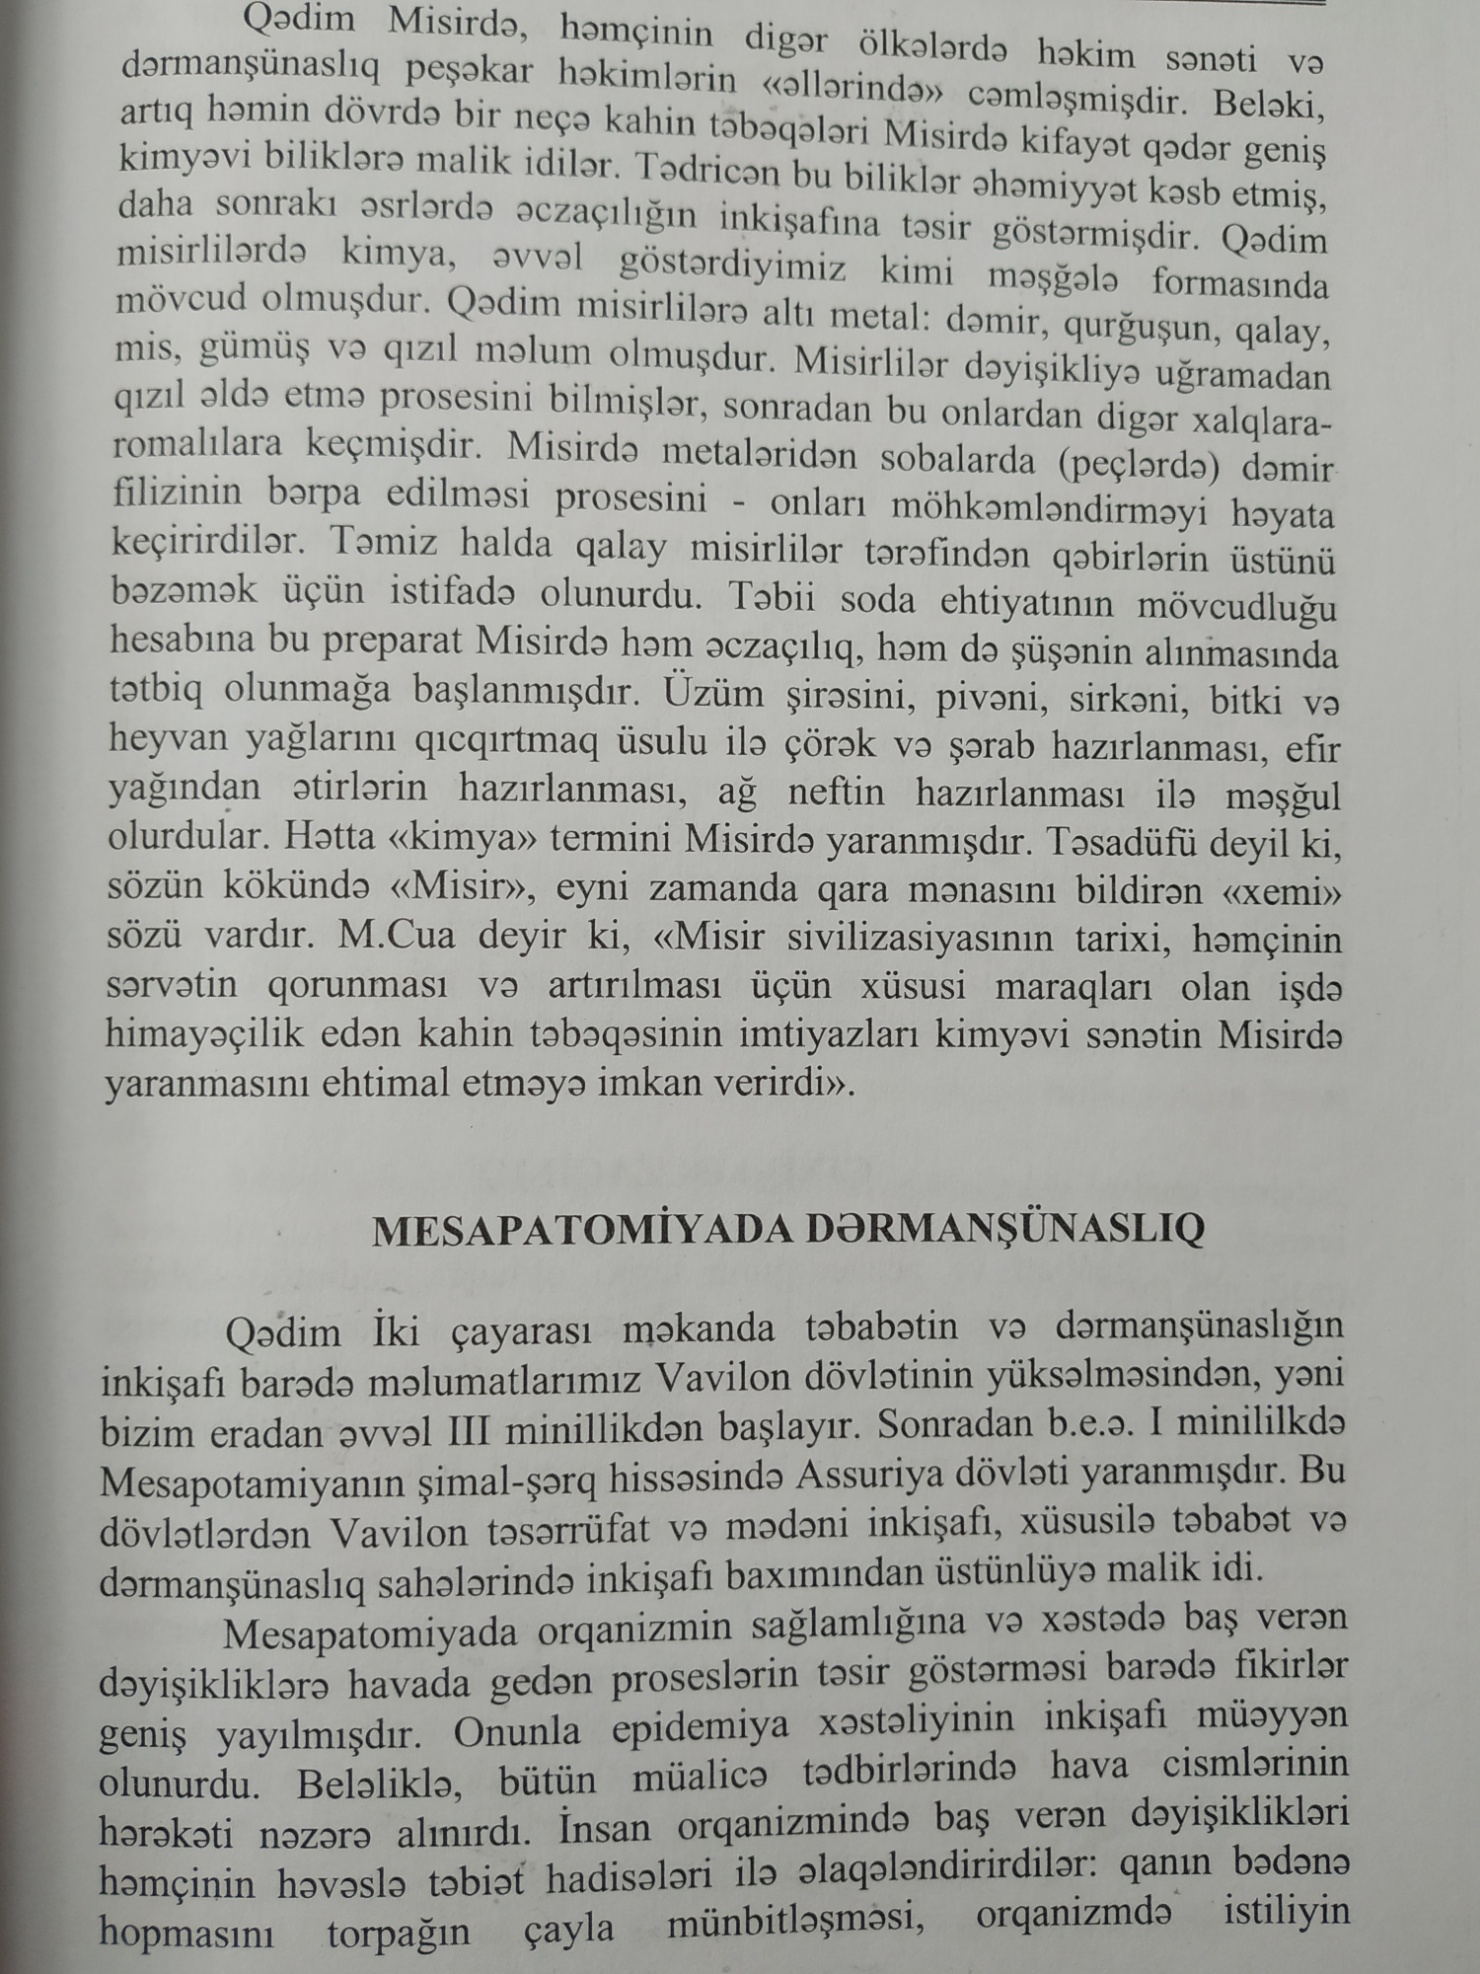 Qədim Misirdə, həmçinin digər ölkələrdə həkim sənəti və
dərmanşünaslıq peşəkar həkimlərin «əllərində» cəmləşmişdir. Beləki,
artıq həmin dövrdə bir neçə kahin təbəqələri Misirdə kifayət qədər geniş
kimyəvi biliklərə malik idilər. Tədricən bu biliklər əhəmiyyət kəsb etmiş,
daha sonrakı əsrlərdə əczaçılığın inkişafına təsir göstərmişdir. Qədim
misirlilərdə kimya, əvvəl göstərdiyimiz kimi məşğələ formasında
mövcud olmuşdur. Qədim misirlilərə altı metal: dəmir, qurğuşun, qalay,
mis, gümüş və qızıl məlum olmuşdur. Misirlilər dəyişikliyə uğramadan
qızıl əldə etmə prosesini bilmişlər, sonradan bu onlardan digər xalqlara-
romalılara keçmişdir. Misirdə metaləridən sobalarda (peçlərdə) dəmir
filizinin bərpa edilməsi prosesini - onları möhkəmləndirməyi həyata
keçirirdilər. Təmiz halda qalay misirlilər tərəfindən qəbirlərin üstünü
bəzəmək üçün istifadə olunurdu. Təbii soda ehtiyatının mövcudluğu
hesabına bu preparat Misirdə həm əczaçılıq, həm də şüşənin alınmasında
tətbiq olunmağa başlanmışdır. Üzüm şirəsini, pivəni, sirkəni, bitki və
heyvan yağlarını qıcqırtmaq üsulu ilə çörək və şərab hazırlanması, efir
yağından ətirlərin hazırlanması, ağ neftin hazırlanması ilə məşğul
olurdular. Hətta «kimya» termini Misirdə yaranmışdır. Təsadüfü deyil ki,
sözün kökündə «Misir», eyni zamanda qara mənasını bildirən «xemi»
sözü vardır. M.Cua deyir ki, «Misir sivilizasiyasının tarixi, həmçinin
sərvətin qorunması və artırılması üçün xüsusi maraqları olan işdə
himayəçilik edən kahin təbəqəsinin imtiyazları kimyəvi sənətin Misirdə
yaranmasını ehtimal etməyə imkan verirdi».
MESAPATOMİYADA DƏRMANŞÜNASLIQ
Qədim İki çayarası məkanda təbabətin və dərmanşünaslığın
inkişafı barədə məlumatlarımız Vavilon dövlətinin yüksəlməsindən, yəni
bizim eradan əvvəl III minillikdən başlayır. Sonradan b.e.ə. I minililkdə
Mesapotamiyanın şimal-şərq hissəsində Assuriya dövləti yaranmışdır. Bu
dövlətlərdən Vavilon təsərrüfat və mədəni inkişafı, xüsusilə təbabət və
dərmanşünaslıq sahələrində inkişafı baxımından üstünlüyə malik idi.
Mesapatomiyada orqanizmin sağlamlığına və xəstədə baş verən
dəyişikliklərə havada gedən proseslərin təsir göstərməsi barədə fikirlər
geniş yayılmışdır. Onunla epidemiya xəstəliyinin inkişafı müəyyən
olunurdu. Beləliklə, bütün müalicə tədbirlərində hava cismlərinin
hərəkəti nəzərə alınırdı. İnsan orqanizmində baş verən dəyişiklikləri
həmçinin həvəslə təbiət hadisələri ilə əlaqələndirirdilər: qanın bədənə
hopmasını torpağın çayla münbitləşməsi, orqanizmdə istiliyin